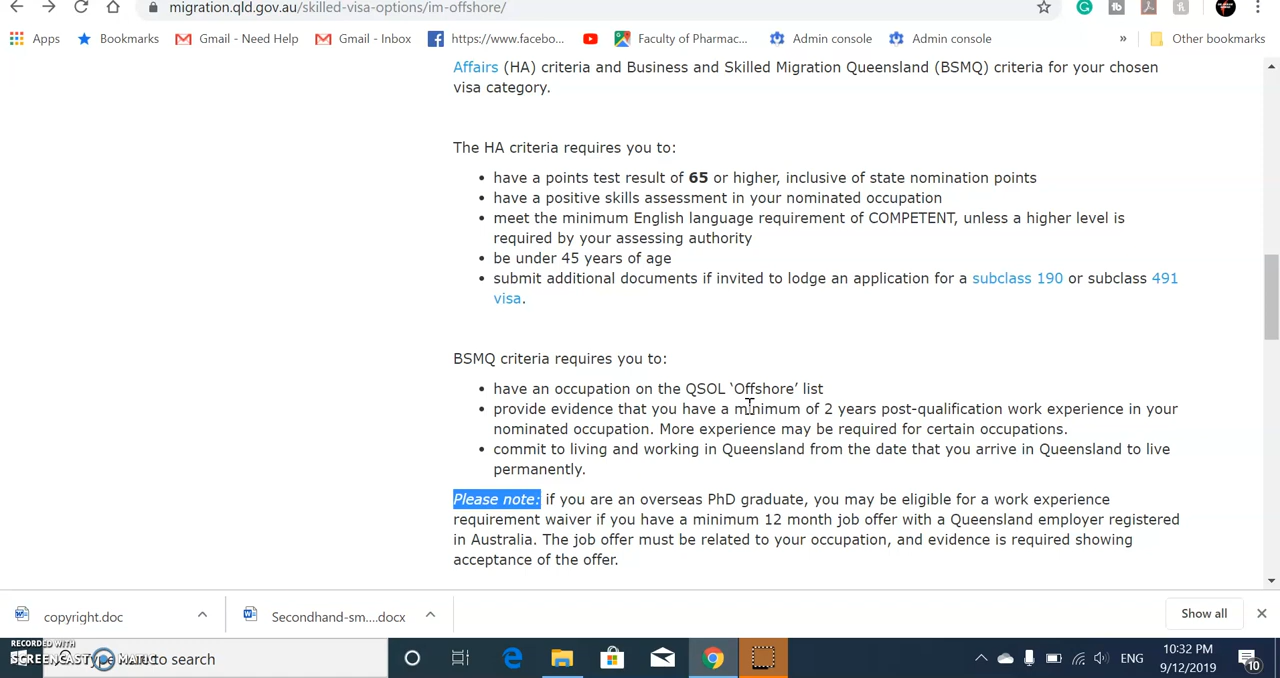 migration.qld.gov.au/skilled-visa-options/im-offshore/
Apps Bookmarks Gmail - Need Help Gmail - Inbox https://www.facebo... Faculty of Pharmac... Admin console Admin console » Other bookmarks
Affairs (HA) criteria and Business and Skilled Migration Queensland (BSMQ) criteria for your chosen
visa category.
The HA criteria requires you to:
• have a points test result of 65 or higher, inclusive of state nomination points
• have a positive skills assessment in your nominated occupation
• meet the minimum English language requirement of COMPETENT, unless a higher level is
required by your assessing authority
• be under 45 years of age
• submit additional documents if invited to lodge an application for a subclass 190 or subclass 491
visa.
BSMQ criteria requires you to:
• have an occupation on the QSOL ‘Offshore’ list
• provide evidence that you have a minimum of 2 years post-qualification work experience in your
nominated occupation. More experience may be required for certain occupations.
• commit to living and working in Queensland from the date that you arrive in Queensland to live
permanently.
Please note: if you are an overseas PhD graduate, you may be eligible for a work experience
requirement waiver if you have a minimum 12 month job offer with a Queensland employer registered
in Australia. The job offer must be related to your occupation, and evidence is required showing
acceptance of the offer.
copyright.doc Secondhand-sm....docx Show all
RECORDED WITH
SCREENCAST MATIC
Type here to search
ENG
10:32 PM
9/12/2019
10